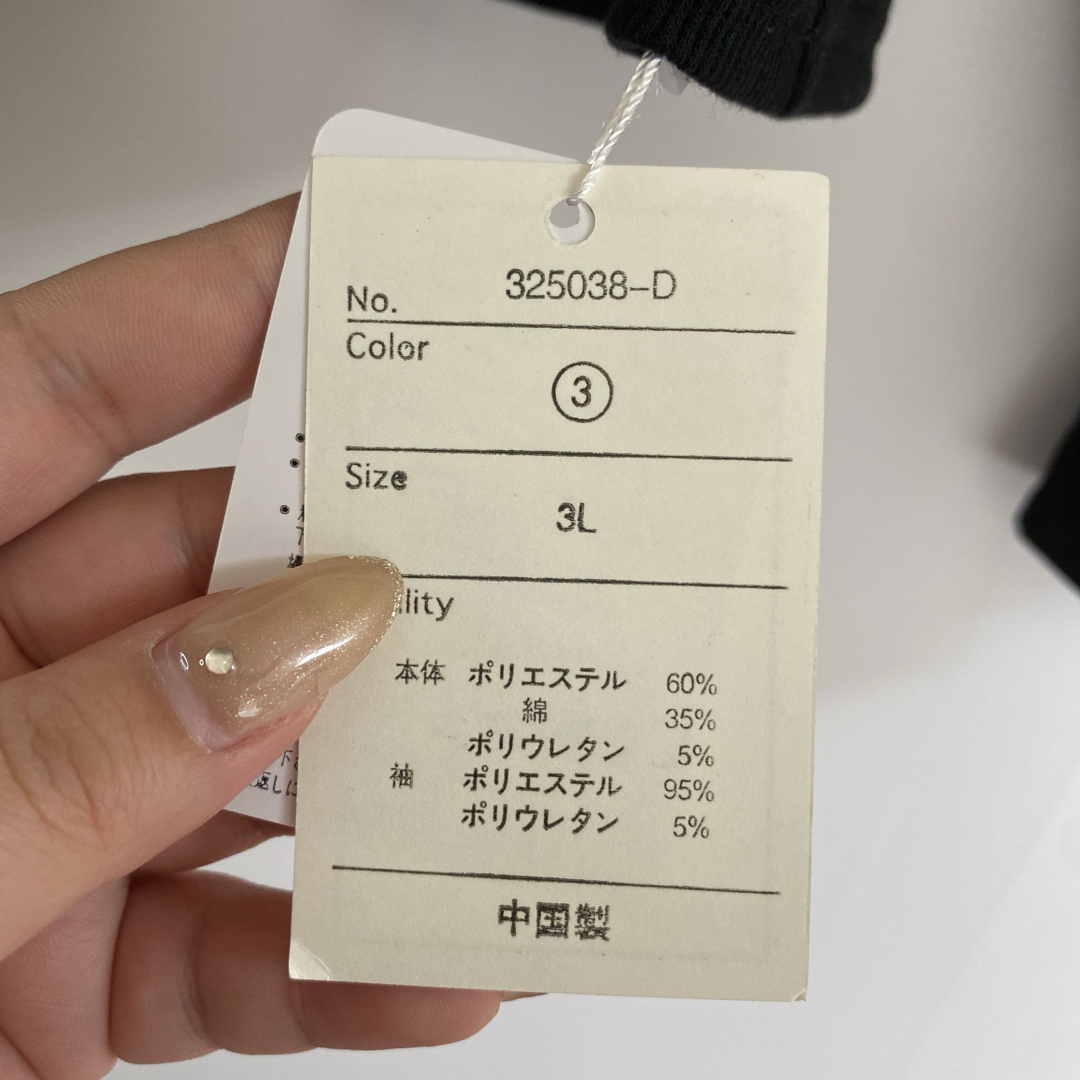 No. 325038-D
Color
③
Size
3L
lity
本体 ポリエステル 60%
綿 35%
ポリウレタン 5%
袖 ポリエステル 95%
ポリウレタン 5%
中国製